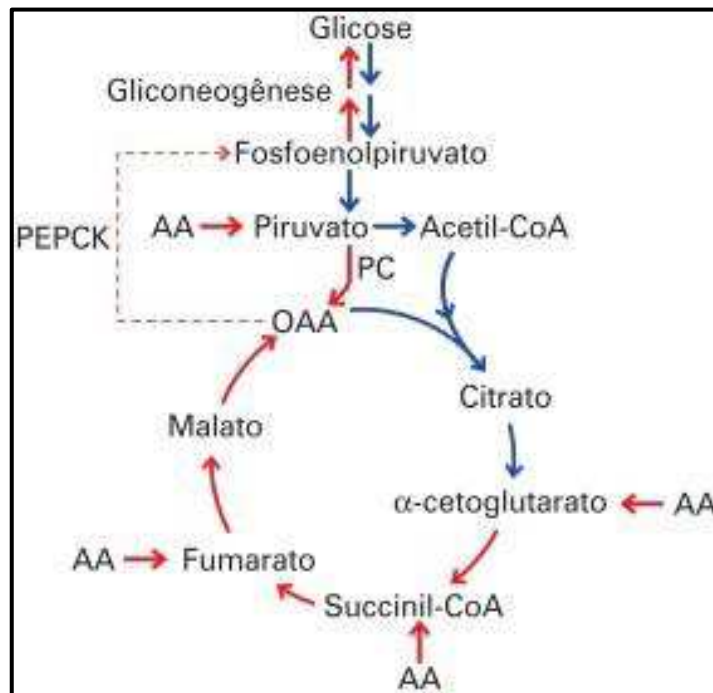 Glicose
Gliconeogênese
Fosfoenolpiruvato
PEPCK
AA
Piruvato
Acetil-CoA
PC
OAA
Citrato
Malato
α-cetoglutarato
AA
AA
Fumarato
Succinil-CoA
AA